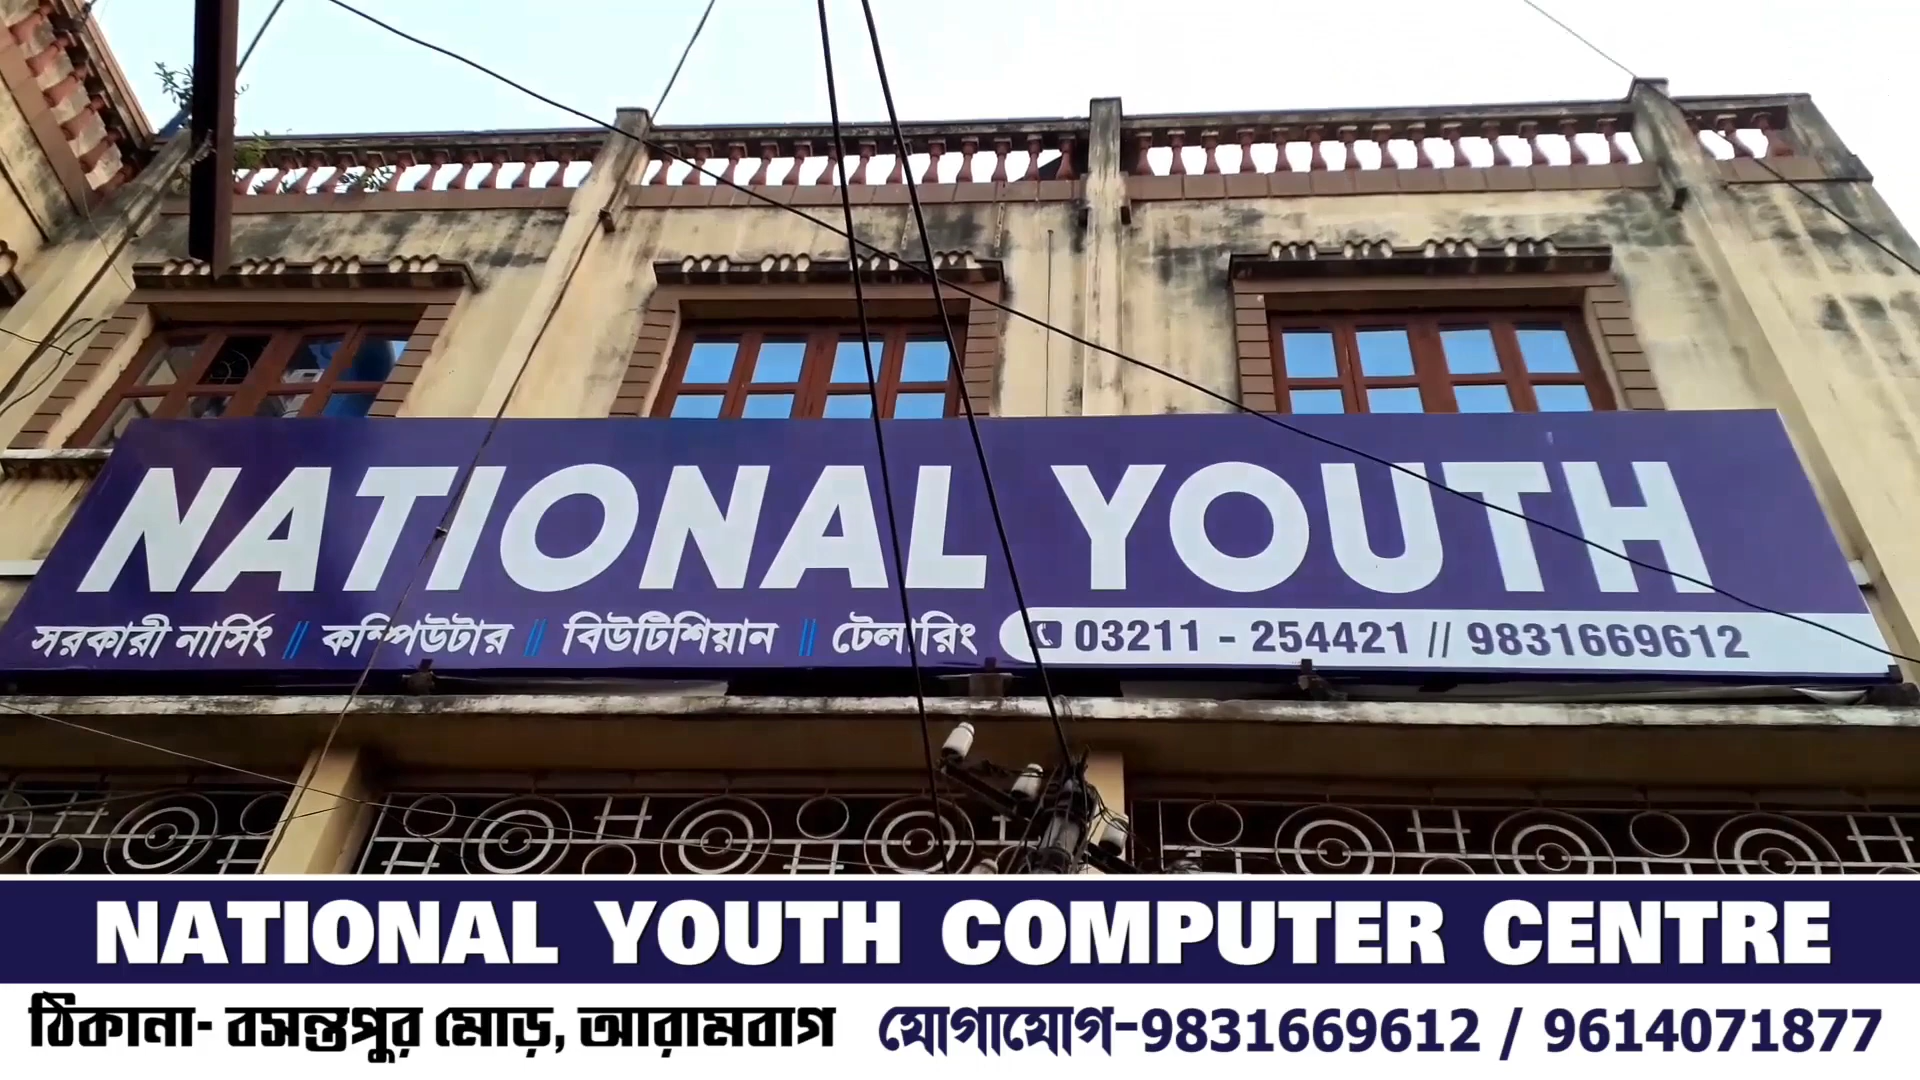 NATIONAL YOUTH
সরকারী নার্সিং // কম্পিউটার // বিউটিশিয়ান // টেলারিং 03211 - 254421 // 9831669612
NATIONAL YOUTH COMPUTER CENTRE
ঠিকানা- বসন্তপুর মোড়, আরামবাগ যোগাযোগ-9831669612 / 9614071877